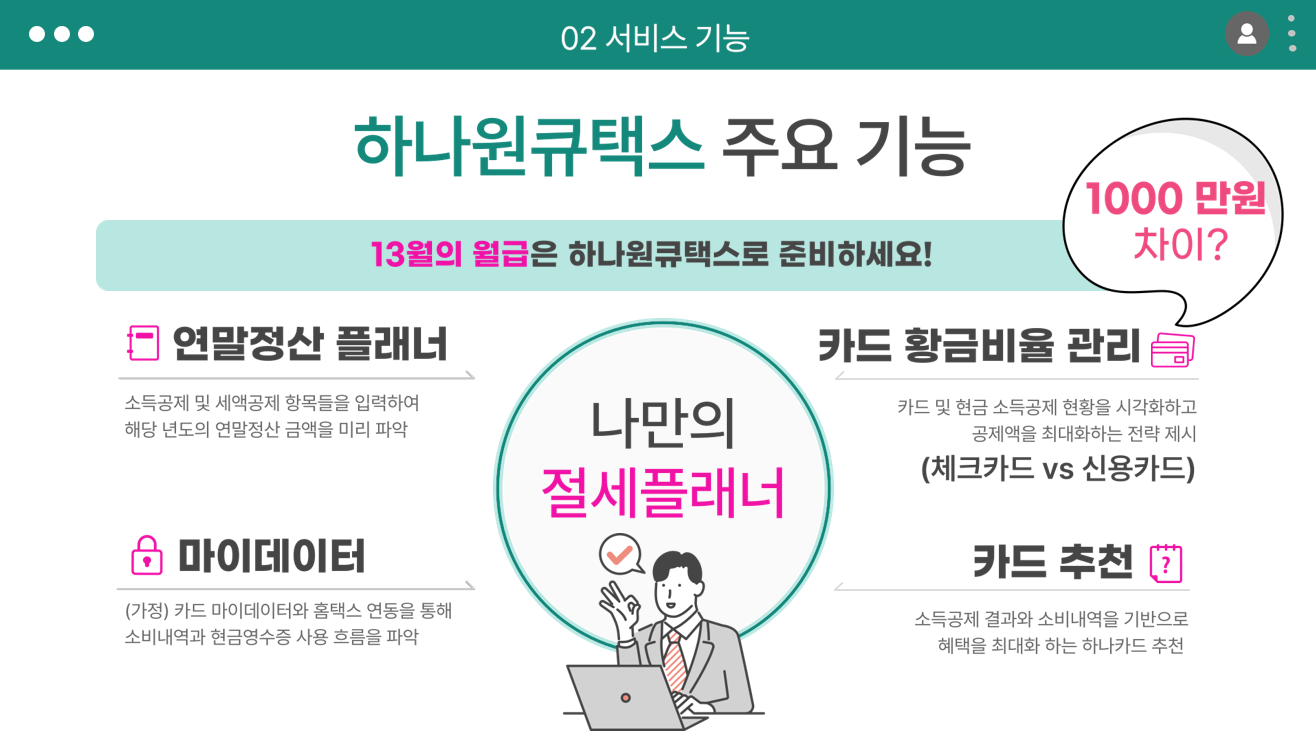 02 서비스 기능
하나원큐택스 주요 기능
1000 만원
차이?
13월의 월급은 하나원큐택스로 준비하세요!
연말정산 플래너
소득공제 및 세액공제 항목들을 입력하여
해당 년도의 연말정산 금액을 미리 파악
카드 황금비율 관리
카드 및 현금 소득공제 현황을 시각화하고
공제액을 최대화하는 전략 제시
(체크카드 vs 신용카드)
나만의
절세플래너
마이데이터
(가정) 카드 마이데이터와 홈택스 연동을 통해
소비내역과 현금영수증 사용 흐름을 파악
카드 추천
?
소득공제 결과와 소비내역을 기반으로
혜택을 최대화 하는 하나카드 추천